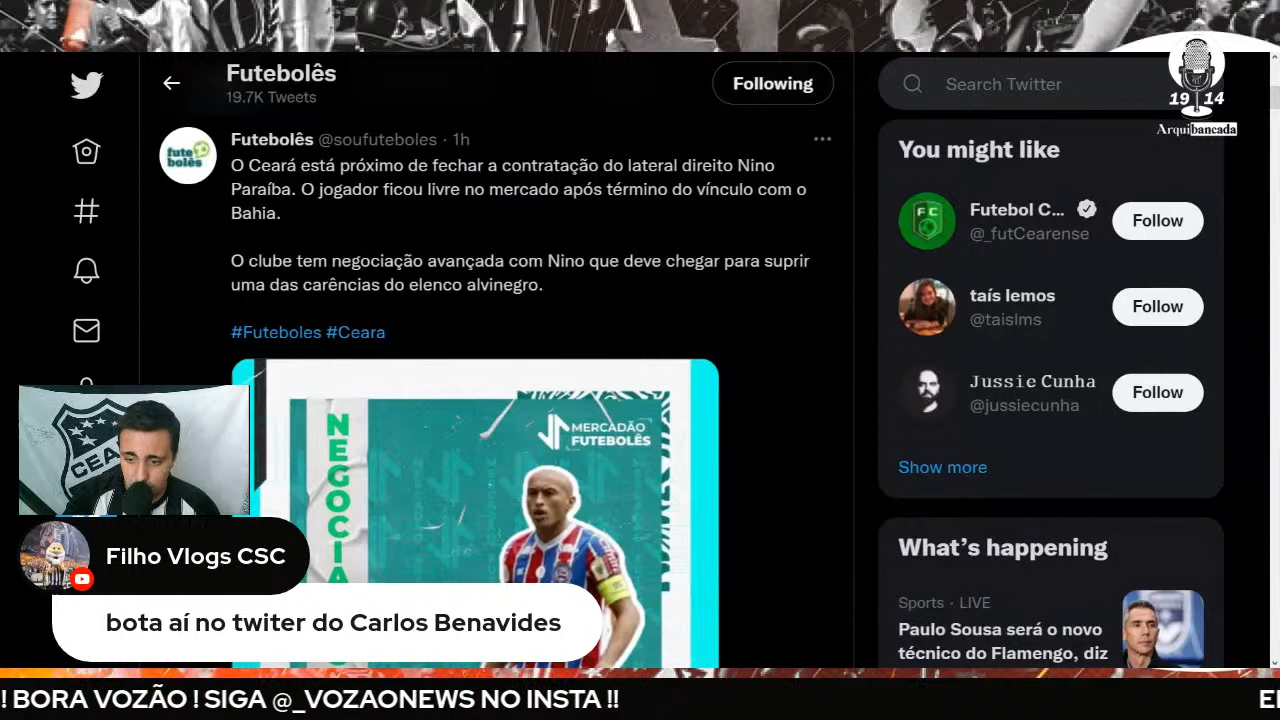 Futebolês
19.7K Tweets
Following
Search Twitter
19 14
Arquibancada
Futebolês @soufuteboles · 1h
O Ceará está próximo de fechar a contratação do lateral direito Nino
Paraíba. O jogador ficou livre no mercado após término do vínculo com o
Bahia.
O clube tem negociação avançada com Nino que deve chegar para suprir
uma das carências do elenco alvinegro.
#Futeboles #Ceara
fute
bolês
MERCADÃO
FUTEBOLÊS
NEGOCIA
CEA
You might like
FC
Futebol C...
@_futCearense
Follow
taís lemos
@taislms
Follow
Jussie Cunha
@jussiecunha
Follow
Show more
What's happening
Sports · LIVE
Paulo Sousa será o novo
técnico do Flamengo, diz
Filho Vlogs CSC
bota aí no twiter do Carlos Benavides
! BORA VOZÃO ! SIGA @_VOZAONEWS NO INSTA !!